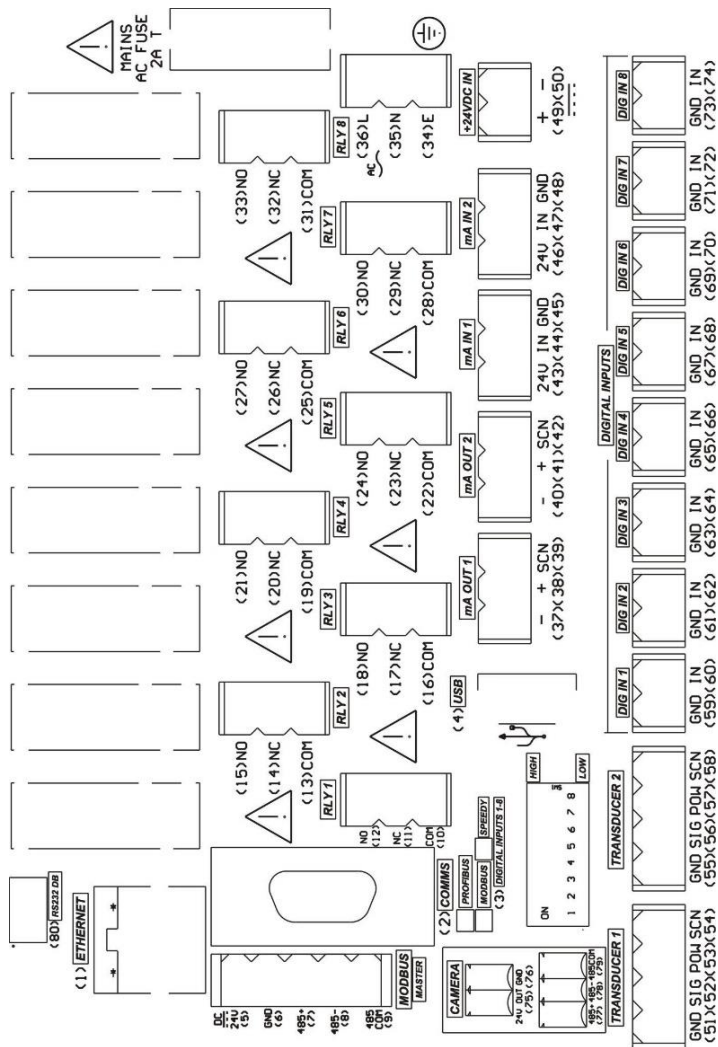 MAINS
AC FUSE
2A T
(80) RS232 DB
(1) ETHERNET
RLY 1
NO
(12)
NC
(11)
COM
(10)
RLY 2
(15)NO
(14)NC
(13)COM
RLY 3
(18)NO
(17)NC
(16)COM
RLY 4
(21)NO
(20)NC
(19)COM
RLY 5
(24)NO
(23)NC
(22)COM
RLY 6
(27)NO
(26)NC
(25)COM
RLY 7
(30)NO
(29)NC
(28)COM
RLY 8
(33)NO
(32)NC
(31)COM
AC
(36)L
(35)N
(34)E
MODBUS
MASTER
DC
24V
(5)
GND
(6)
485+
(7)
485-
(8)
485
COM
(9)
(2) COMMS
PROFIBUS
MODBUS
SPEEDY
(3) DIGITAL INPUTS 1-8
(4) USB
mA OUT 1
- + SCN
(37)(38)(39)
mA OUT 2
- + SCN
(40)(41)(42)
mA IN 1
24V IN GND
(43)(44)(45)
mA IN 2
24V IN GND
(46)(47)(48)
+24VDC IN
+ -
(49)(50)
CAMERA
24V OUT GND
(75)(76)
485+485-485COM
(77) (78) (79)
HIGH
LOW
ON
1 2 3 4 5 6 7 8
TRANSDUCER 1
GND SIG POW SCN
(51)(52)(53)(54)
TRANSDUCER 2
GND SIG POW SCN
(55)(56)(57)(58)
DIGITAL INPUTS
DIG IN 1
GND IN
(59)(60)
DIG IN 2
GND IN
(61)(62)
DIG IN 3
GND IN
(63)(64)
DIG IN 4
GND IN
(65)(66)
DIG IN 5
GND IN
(67)(68)
DIG IN 6
GND IN
(69)(70)
DIG IN 7
GND IN
(71)(72)
DIG IN 8
GND IN
(73)(74)